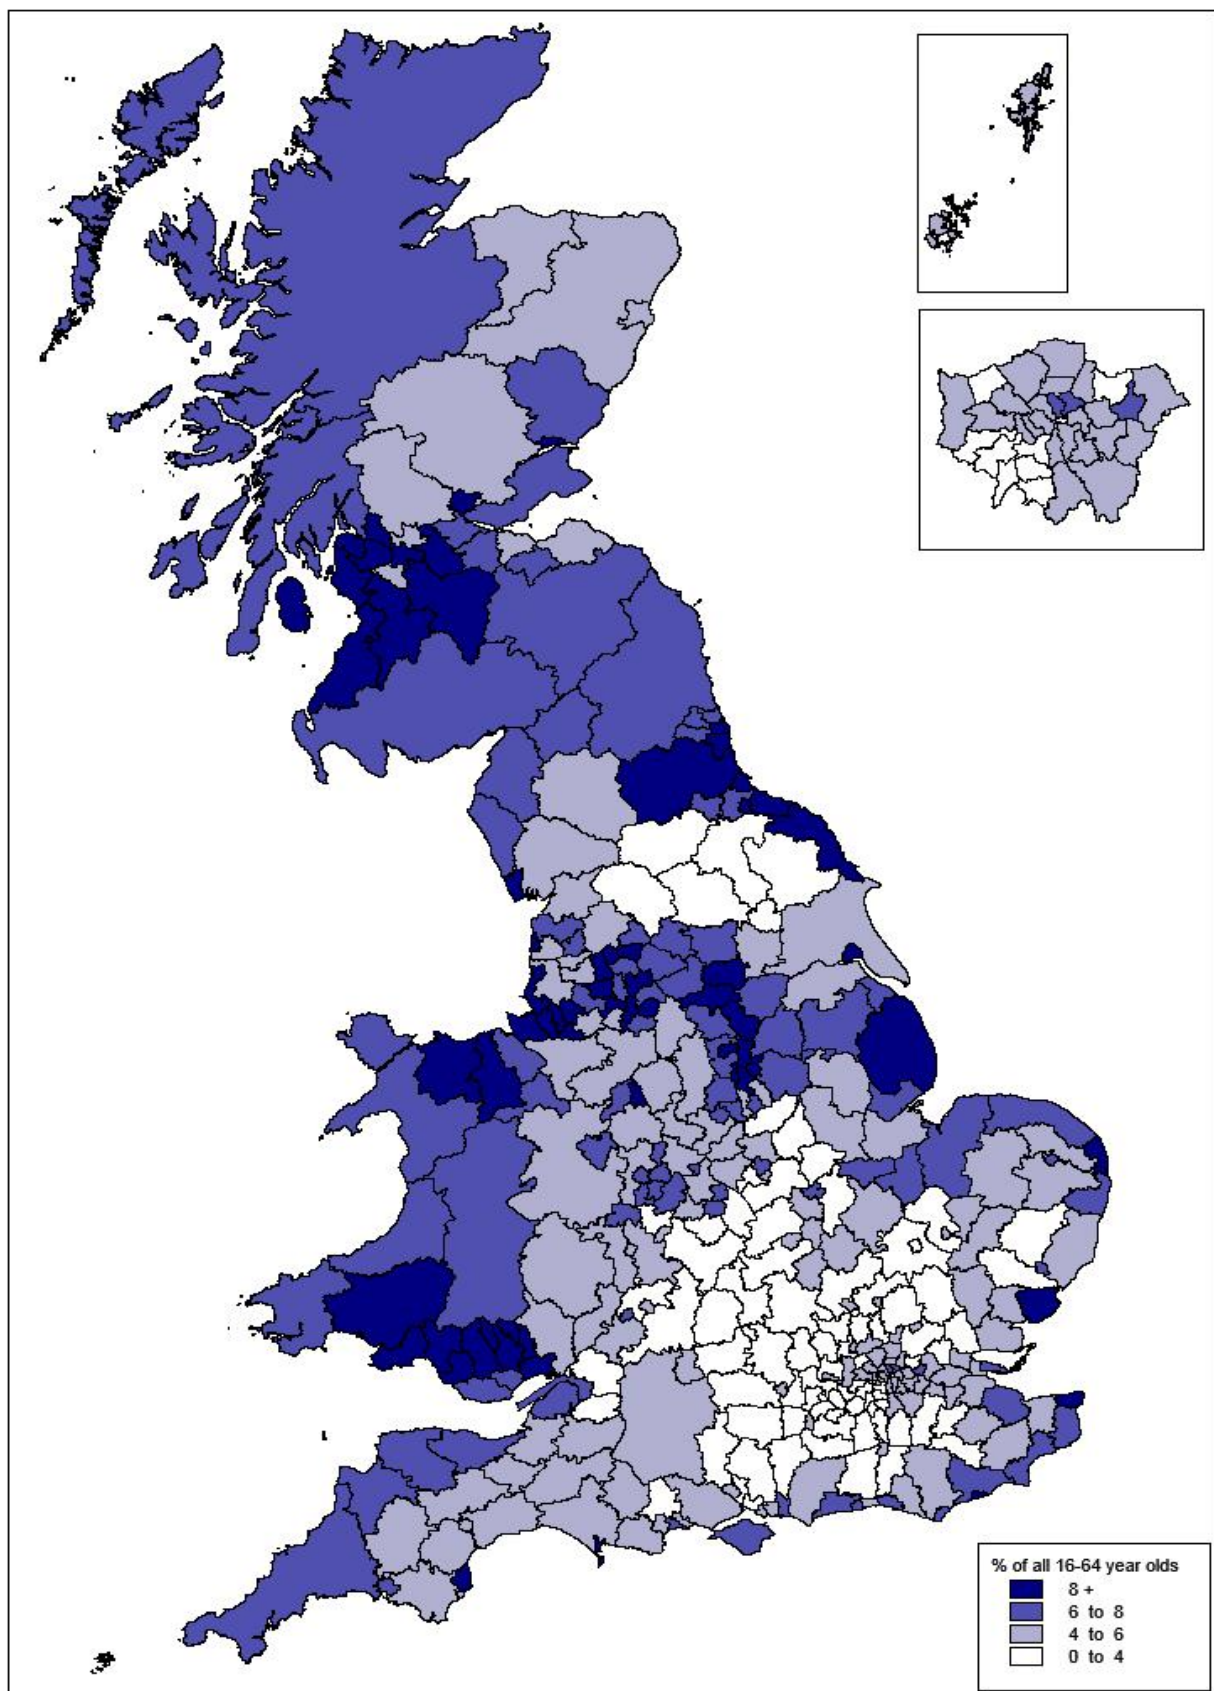 % of all 16-64 year olds
8 +
6 to 8
4 to 6
0 to 4